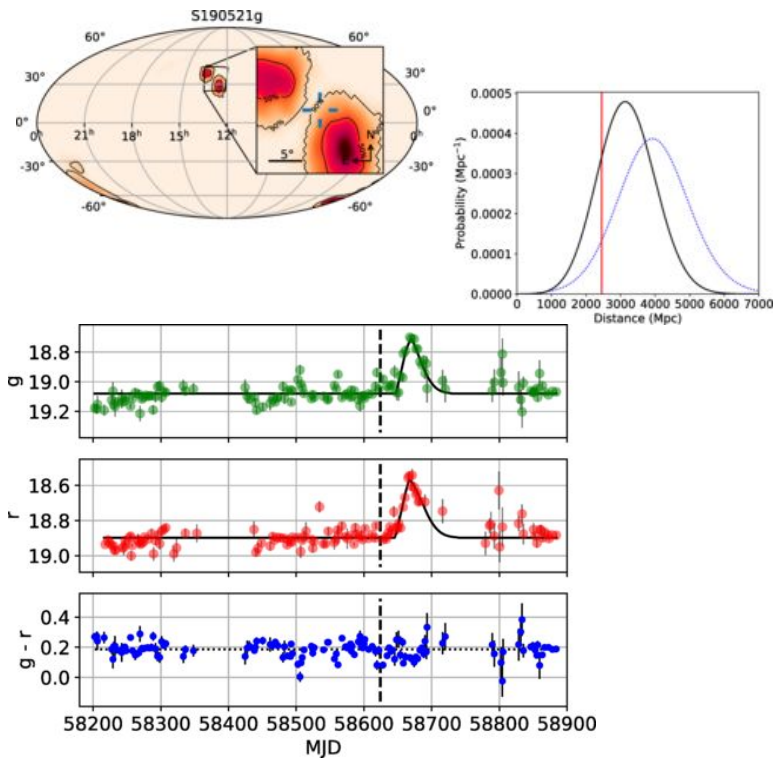 S190521g
60° 60°
30° 30°
0° 0°
0h 21h 18h 15h 12h 0h
-30° -30°
-60° -60°
5°
N
Probability (Mpc⁻¹)
0.0005
0.0004
0.0003
0.0002
0.0001
0.0000
0 1000 2000 3000 4000 5000 6000 7000
Distance (Mpc)
g
18.8
19.0
19.2
r
18.6
18.8
19.0
g - r
0.4
0.2
0.0
58200 58300 58400 58500 58600 58700 58800 58900
MJD